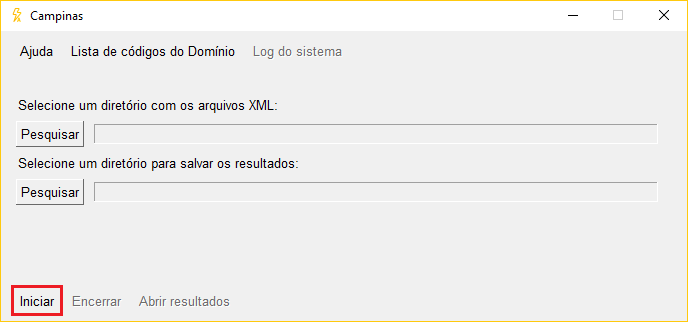 Campinas
Ajuda Lista de códigos do Domínio Log do sistema
Selecione um diretório com os arquivos XML:
Pesquisar
Selecione um diretório para salvar os resultados:
Pesquisar
Iniciar Encerrar Abrir resultados